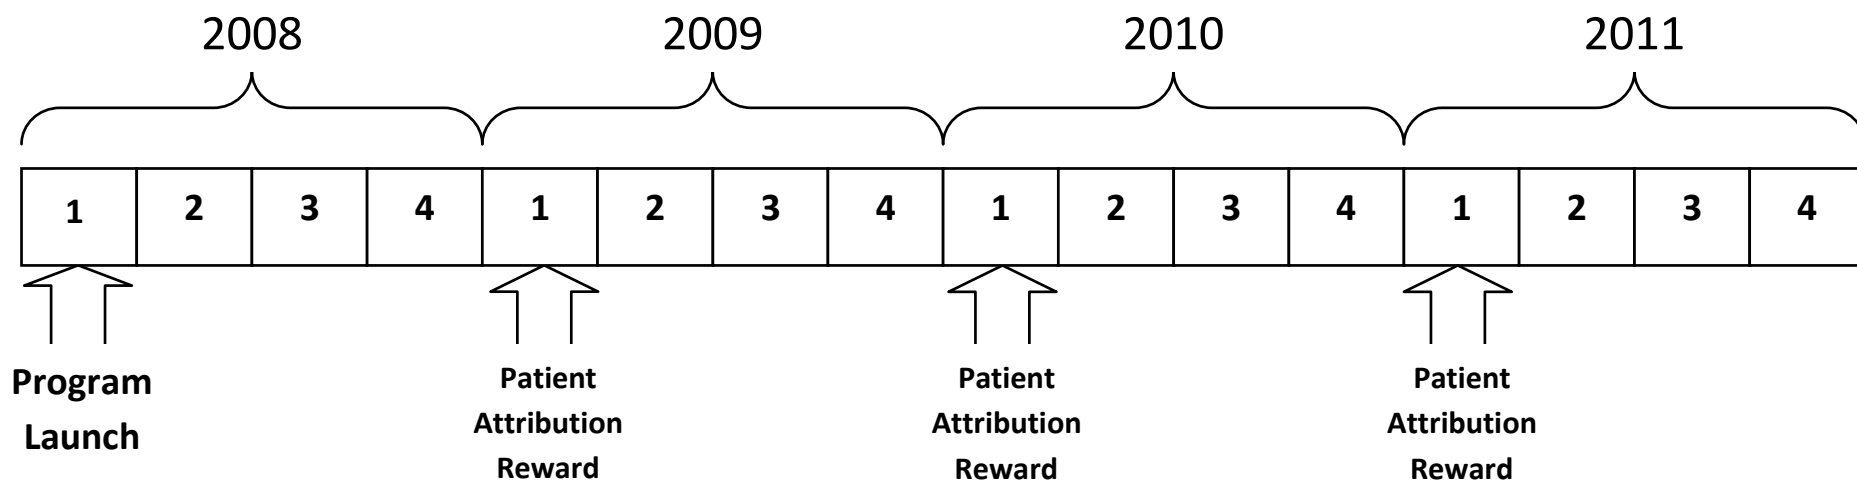 2008 2009 2010 2011
1 2 3 4 1 2 3 4 1 2 3 4 1 2 3 4
Program
Launch
Patient
Attribution
Reward
Patient
Attribution
Reward
Patient
Attribution
Reward